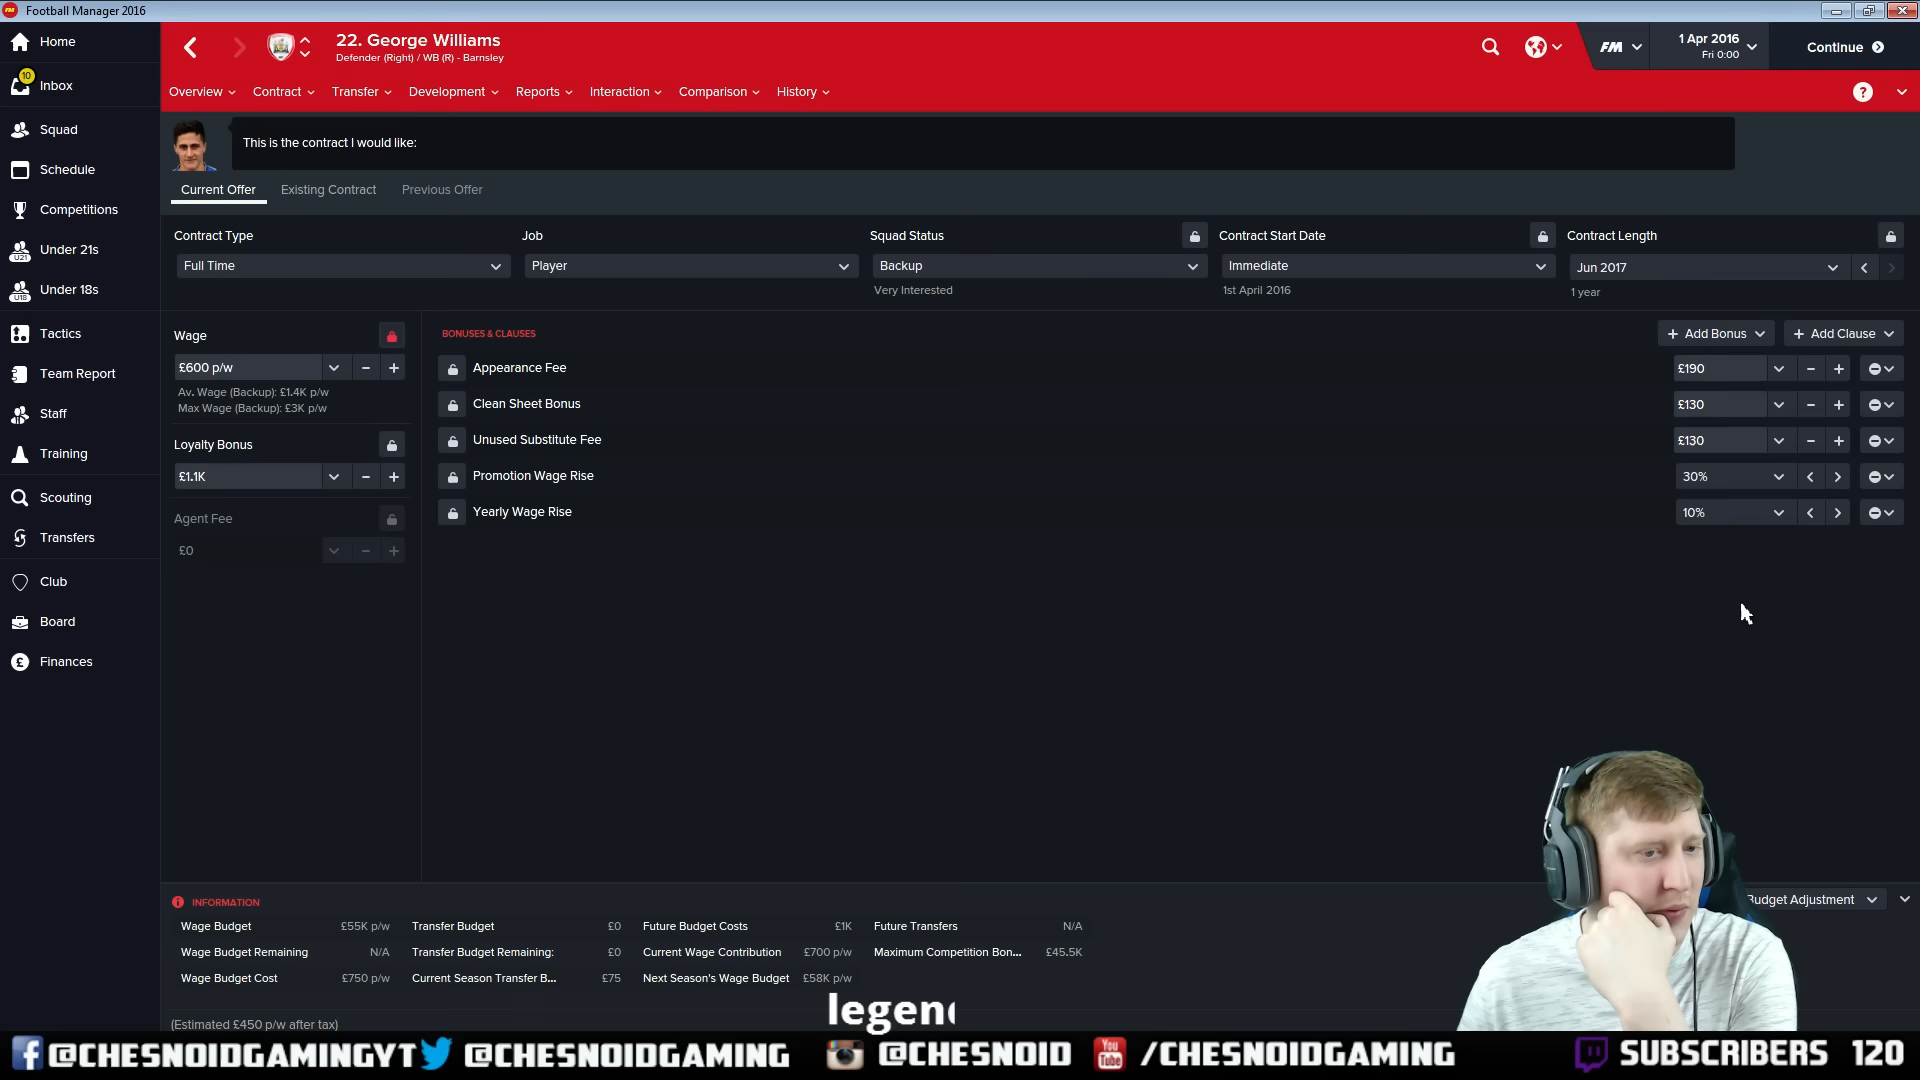 Football Manager 2016
Home
10
Inbox
Squad
Schedule
Competitions
U21
Under 21s
U18
Under 18s
Tactics
Team Report
Staff
Training
Scouting
Transfers
Club
Board
Finances
22. George Williams
Defender (Right) / WB (R) - Barnsley
FM
1 Apr 2016
Fri 0:00
Continue
Overview
Contract
Transfer
Development
Reports
Interaction
Comparison
History
?
This is the contract I would like:
Current Offer
Existing Contract
Previous Offer
Contract Type
Full Time
Job
Player
Squad Status
Backup
Very Interested
Contract Start Date
Immediate
1st April 2016
Contract Length
Jun 2017
1 year
Wage
£600 p/w
Av. Wage (Backup): £1.4K p/w
Max Wage (Backup): £3K p/w
Loyalty Bonus
£1.1K
Agent Fee
£0
BONUSES & CLAUSES
Add Bonus
Add Clause
Appearance Fee £190
Clean Sheet Bonus £130
Unused Substitute Fee £130
Promotion Wage Rise 30%
Yearly Wage Rise 10%
INFORMATION
Budget Adjustment
Wage Budget £55K p/w Transfer Budget £0 Future Budget Costs £1K Future Transfers N/A
Wage Budget Remaining N/A Transfer Budget Remaining: £0 Current Wage Contribution £700 p/w Maximum Competition Bon... £45.5K
Wage Budget Cost £750 p/w Current Season Transfer B... £75 Next Season's Wage Budget £58K p/w
legend
(Estimated £450 p/w after tax)
@CHESNOIDGAMINGYT @CHESNOIDGAMING @CHESNOID You Tube /CHESNOIDGAMING SUBSCRIBERS 120